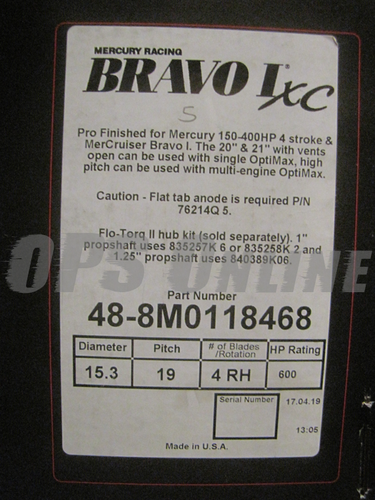 MERCURY RACING
BRAVO I® XC
S
Pro Finished for Mercury 150-400HP 4 stroke &
MerCruiser Bravo I. The 20" & 21" with vents
open can be used with single OptiMax, high
pitch can be used with multi-engine OptiMax.
Caution - Flat tab anode is required P/N
76214Q 5.
Flo-Torq II hub kit (sold separately). 1"
propshaft uses 835257K 6 or 835258K 2 and
1.25" propshaft uses 840389K06.
OPS ONLINE
Part Number
48-8M0118468
Diameter Pitch # of Blades /Rotation HP Rating
15.3 19 4 RH 600
Serial Number 17.04.19
13:05
Made in U.S.A.